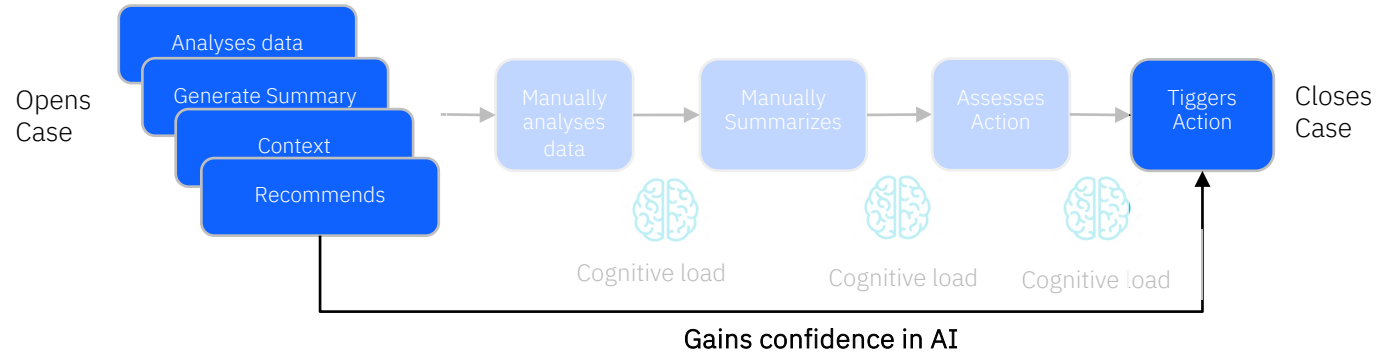 Opens
Case
Analyses data
Generate Summary
Context
Recommends
Manually
analyses
data
Manually
Summarizes
Assesses
Action
Tiggers
Action
Closes
Case
Cognitive load
Cognitive load
Cognitive load
Gains confidence in AI